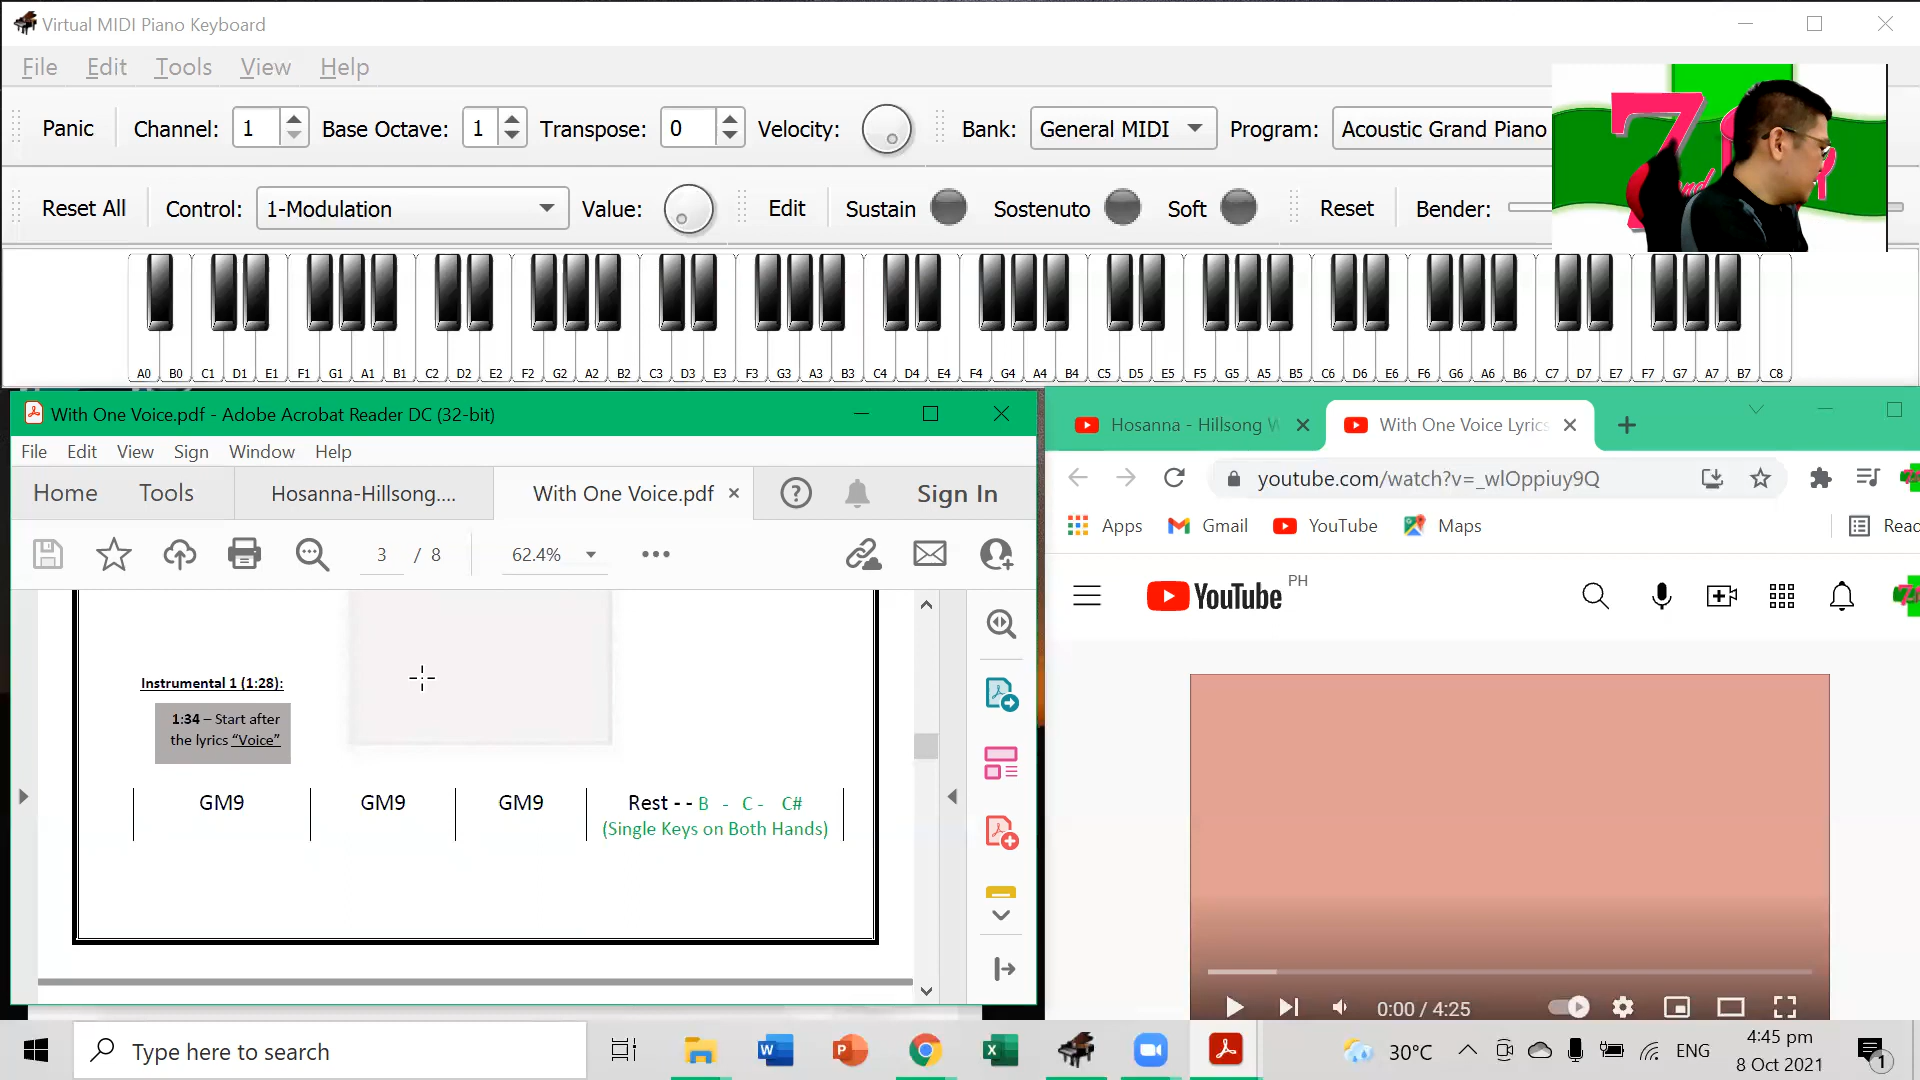 Virtual MIDI Piano Keyboard
File Edit Tools View Help
Panic Channel: 1 Base Octave: 1 Transpose: 0 Velocity: Bank: General MIDI Program: Acoustic Grand Piano
Reset All Control: 1-Modulation Value: Edit Sustain Sostenuto Soft Reset Bender:
A0 B0 C1 D1 E1 F1 G1 A1 B1 C2 D2 E2 F2 G2 A2 B2 C3 D3 E3 F3 G3 A3 B3 C4 D4 E4 F4 G4 A4 B4 C5 D5 E5 F5 G5 A5 B5 C6 D6 E6 F6 G6 A6 B6 C7 D7 E7 F7 G7 A7 B7 C8
With One Voice.pdf - Adobe Acrobat Reader DC (32-bit)
File Edit View Sign Window Help
Home Tools Hosanna-Hillsong.... With One Voice.pdf Sign In
3 / 8 62.4%
Instrumental 1 (1:28):
1:34 – Start after
the lyrics “Voice”
GM9 GM9 GM9 Rest - - B - C - C#
(Single Keys on Both Hands)
Hosanna - Hillsong W With One Voice Lyrics
youtube.com/watch?v=_wlOppiuy9Q
Apps Gmail YouTube Maps Read
YouTube PH
0:00 / 4:25
Type here to search
30°C ENG 4:45 pm
8 Oct 2021
1